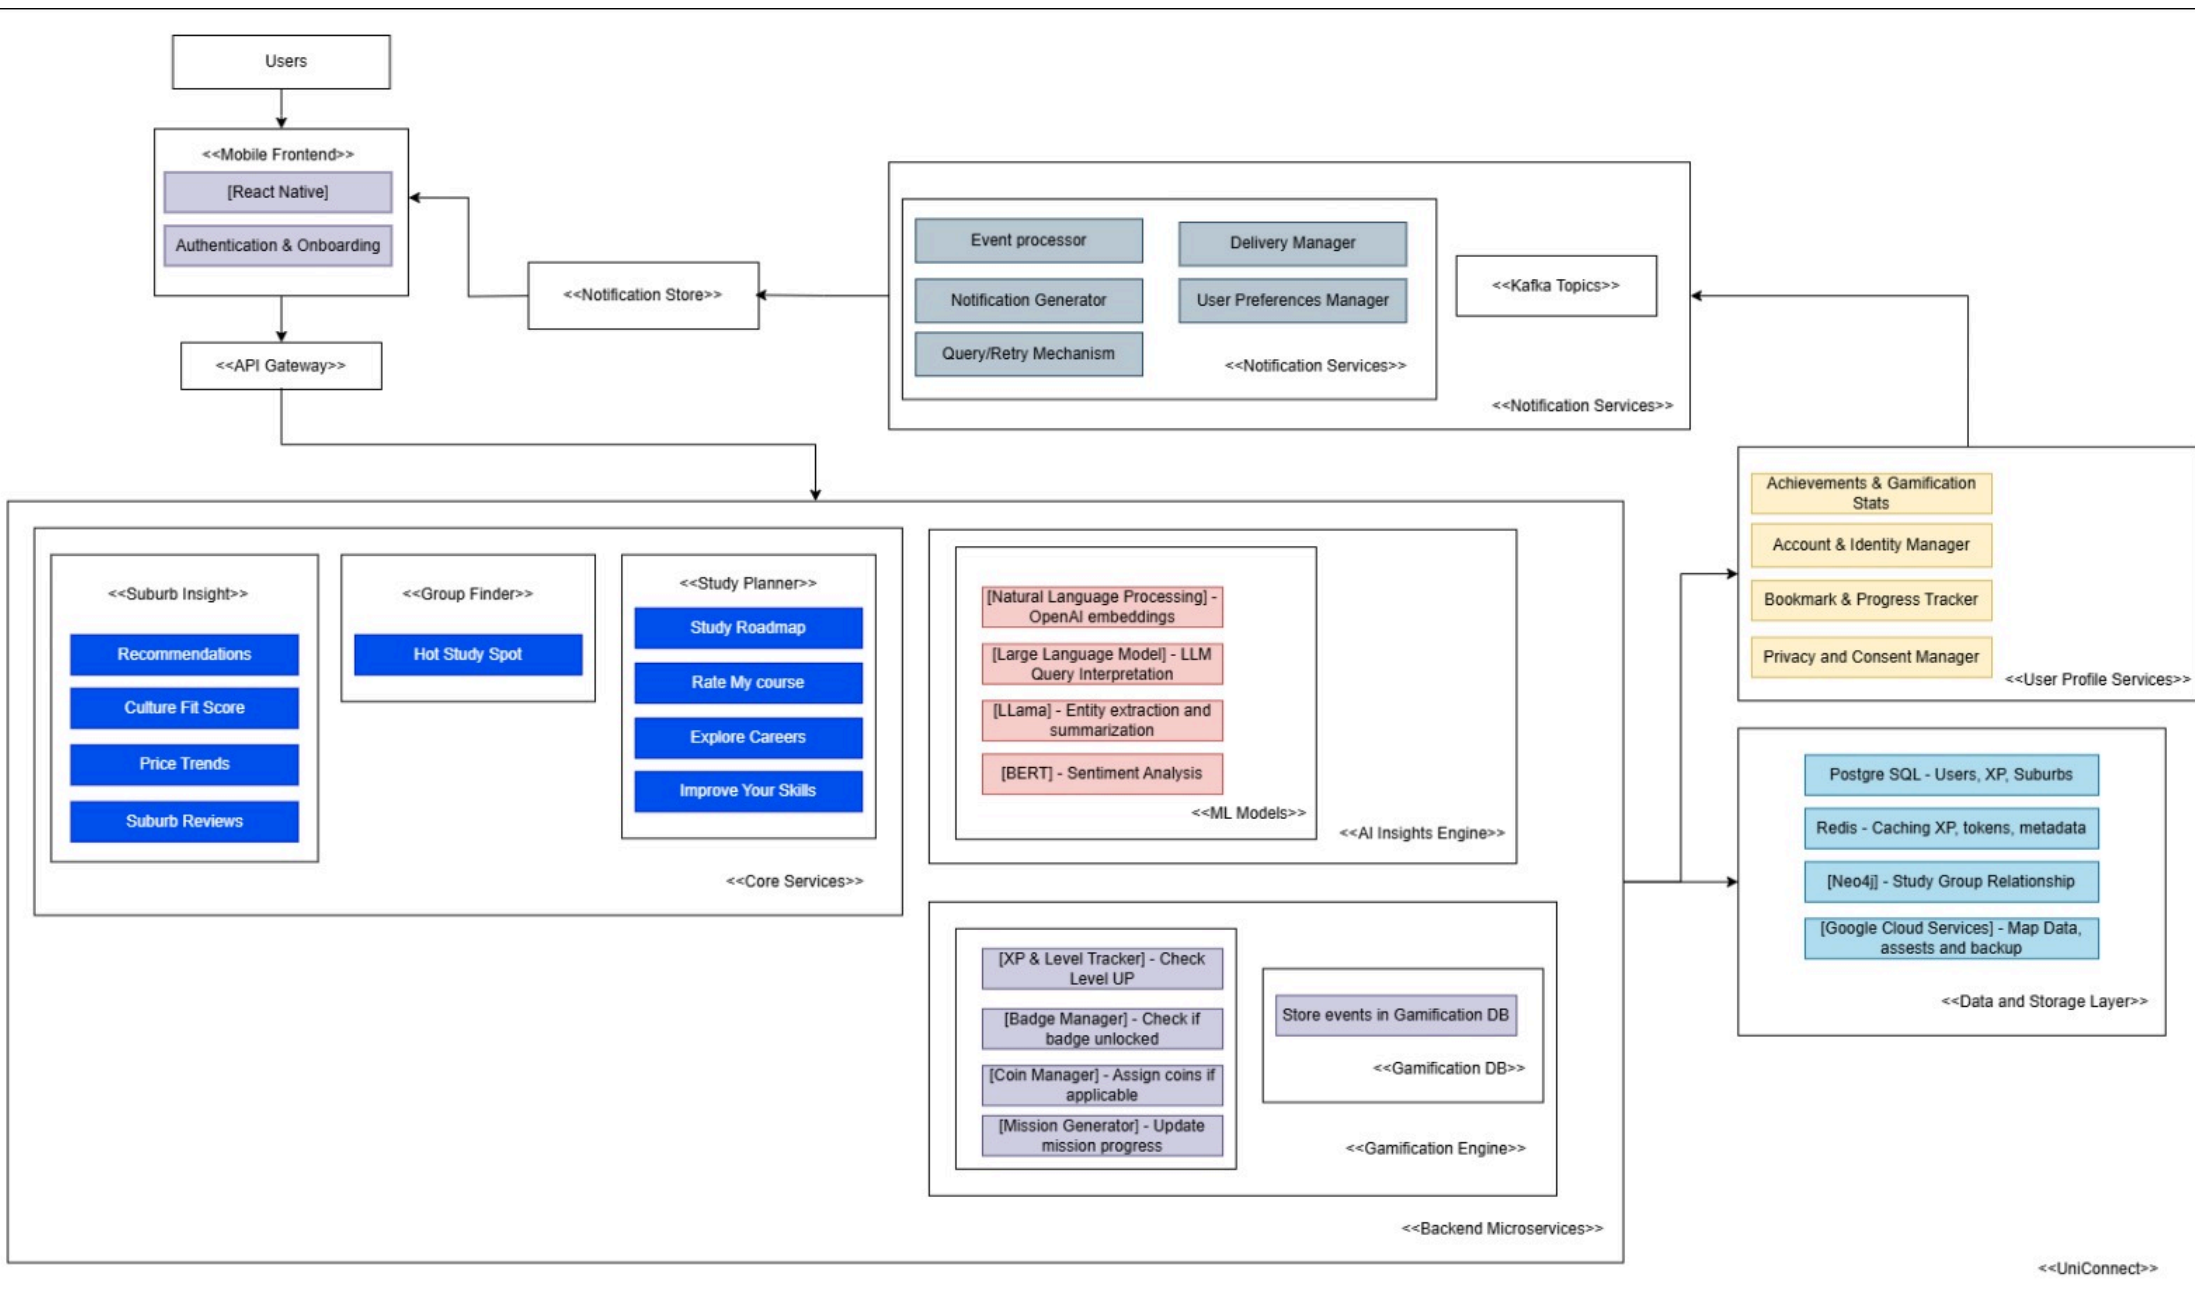 Users
<<Mobile Frontend>>
[React Native]
Authentication & Onboarding
<<API Gateway>>
<<Notification Store>>
Event processor
Notification Generator
Query/Retry Mechanism
Delivery Manager
User Preferences Manager
<<Notification Services>>
<<Kafka Topics>>
<<Notification Services>>
<<Suburb Insight>>
Recommendations
Culture Fit Score
Price Trends
Suburb Reviews
<<Group Finder>>
Hot Study Spot
<<Study Planner>>
Study Roadmap
Rate My course
Explore Careers
Improve Your Skills
<<Core Services>>
[Natural Language Processing] -
OpenAI embeddings
[Large Language Model] - LLM
Query Interpretation
[LLama] - Entity extraction and
summarization
[BERT] - Sentiment Analysis
<<ML Models>>
<<AI Insights Engine>>
[XP & Level Tracker] - Check
Level UP
[Badge Manager] - Check if
badge unlocked
[Coin Manager] - Assign coins if
applicable
[Mission Generator] - Update
mission progress
Store events in Gamification DB
<<Gamification DB>>
<<Gamification Engine>>
<<Backend Microservices>>
Achievements & Gamification
Stats
Account & Identity Manager
Bookmark & Progress Tracker
Privacy and Consent Manager
<<User Profile Services>>
Postgre SQL - Users, XP, Suburbs
Redis - Caching XP, tokens, metadata
[Neo4j] - Study Group Relationship
[Google Cloud Services] - Map Data,
assests and backup
<<Data and Storage Layer>>
<<UniConnect>>